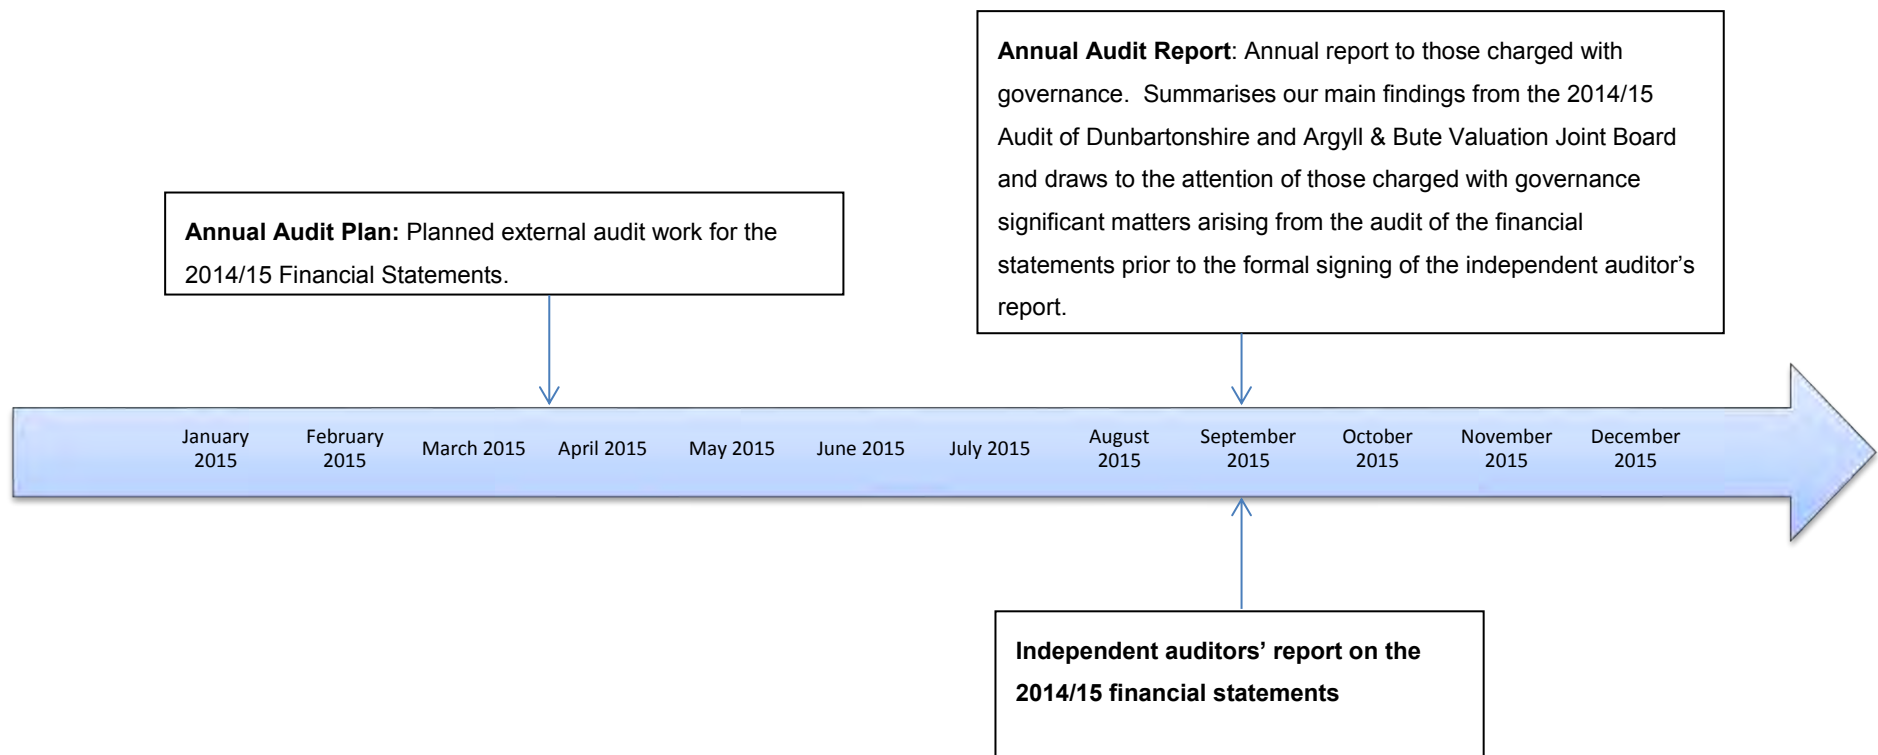 Annual Audit Report: Annual report to those charged with
governance.  Summarises our main findings from the 2014/15
Audit of Dunbartonshire and Argyll & Bute Valuation Joint Board
and draws to the attention of those charged with governance
significant matters arising from the audit of the financial
statements prior to the formal signing of the independent auditor’s
report.
Annual Audit Plan: Planned external audit work for the
2014/15 Financial Statements.
January
2015
February
2015
March 2015
April 2015
May 2015
June 2015
July 2015
August
2015
September
2015
October
2015
November
2015
December
2015
Independent auditors’ report on the
2014/15 financial statements